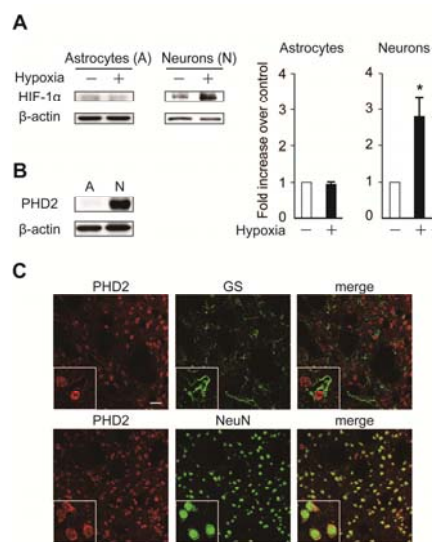 A
Astrocytes (A) Neurons (N)
Hypoxia − + − +
HIF-1α
β-actin
Astrocytes Neurons
Fold increase over control
4 4
3 3
2 2
1 1
0 0
*
Hypoxia − + − +
B
A N
PHD2
β-actin
C
PHD2 GS merge
PHD2 NeuN merge